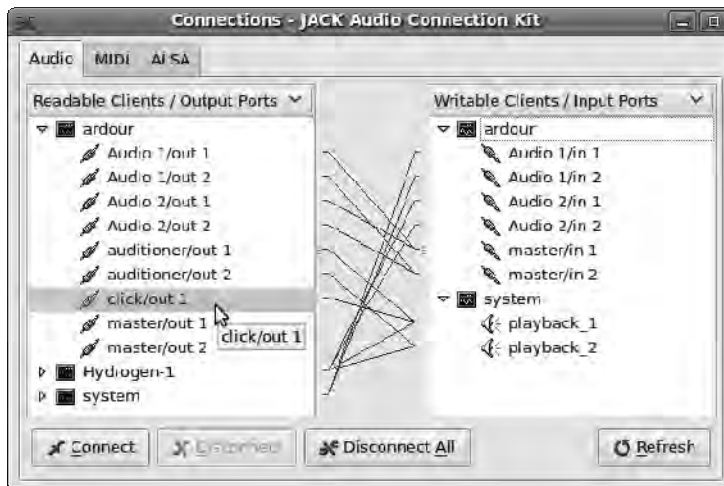 Connections - JACK Audio Connection Kit
Audio MIDI ALSA
Readable Clients / Output Ports
ardour
Audio 1/out 1
Audio 1/out 2
Audio 2/out 1
Audio 2/out 2
auditioner/out 1
auditioner/out 2
click/out 1
master/out 1
click/out 1
master/out 2
Hydrogen-1
system
Writable Clients / Input Ports
ardour
Audio 1/in 1
Audio 1/in 2
Audio 2/in 1
Audio 2/in 2
master/in 1
master/in 2
system
playback_1
playback_2
Connect Disconnect Disconnect All Refresh